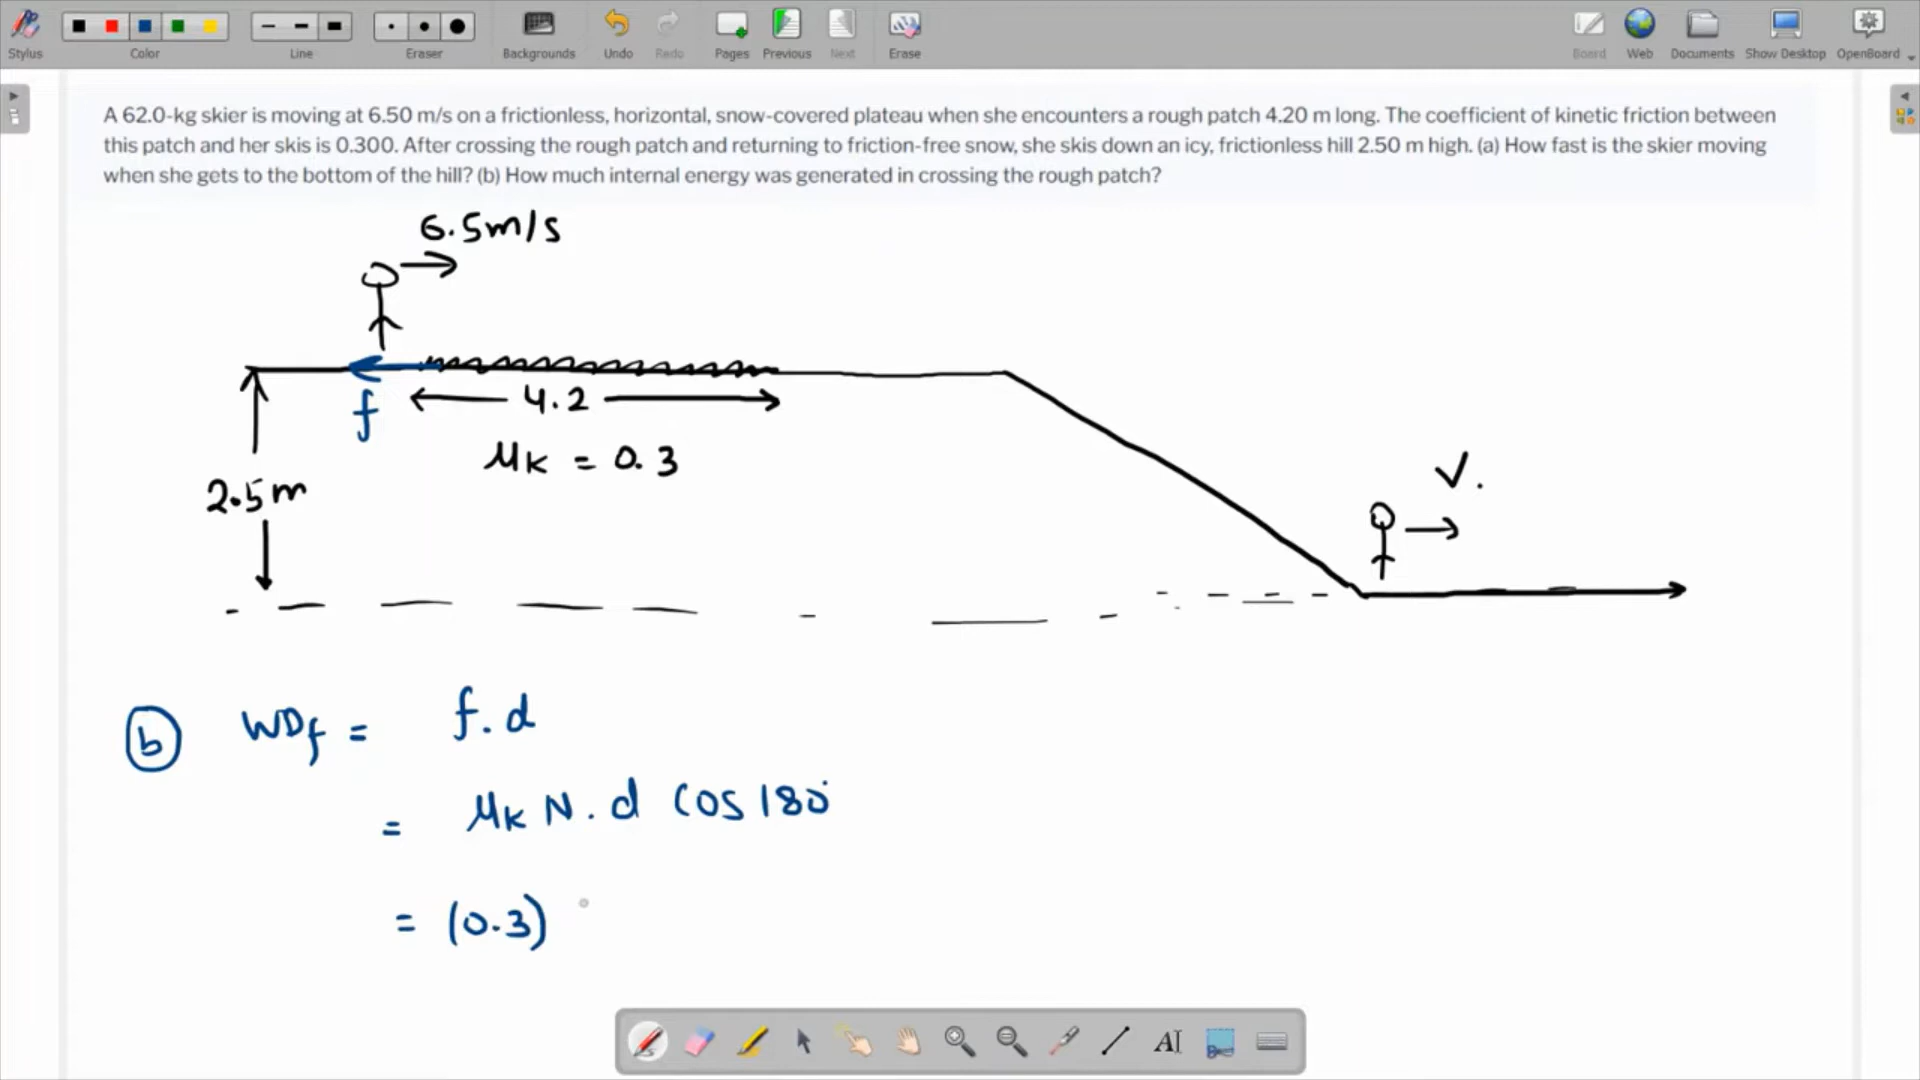 Stylus
Color
Line
Eraser
Backgrounds
Undo
Redo
Pages
Previous
Next
Erase
Board
Web
Documents
Show Desktop
OpenBoard
A 62.0-kg skier is moving at 6.50 m/s on a frictionless, horizontal, snow-covered plateau when she encounters a rough patch 4.20 m long. The coefficient of kinetic friction between
this patch and her skis is 0.300. After crossing the rough patch and returning to friction-free snow, she skis down an icy, frictionless hill 2.50 m high. (a) How fast is the skier moving
when she gets to the bottom of the hill? (b) How much internal energy was generated in crossing the rough patch?
6.5m/s
f
4.2
μK = 0.3
2.5m
V.
b WDf = f.d
= μK N.d Cos 180°
= (0.3)
AI